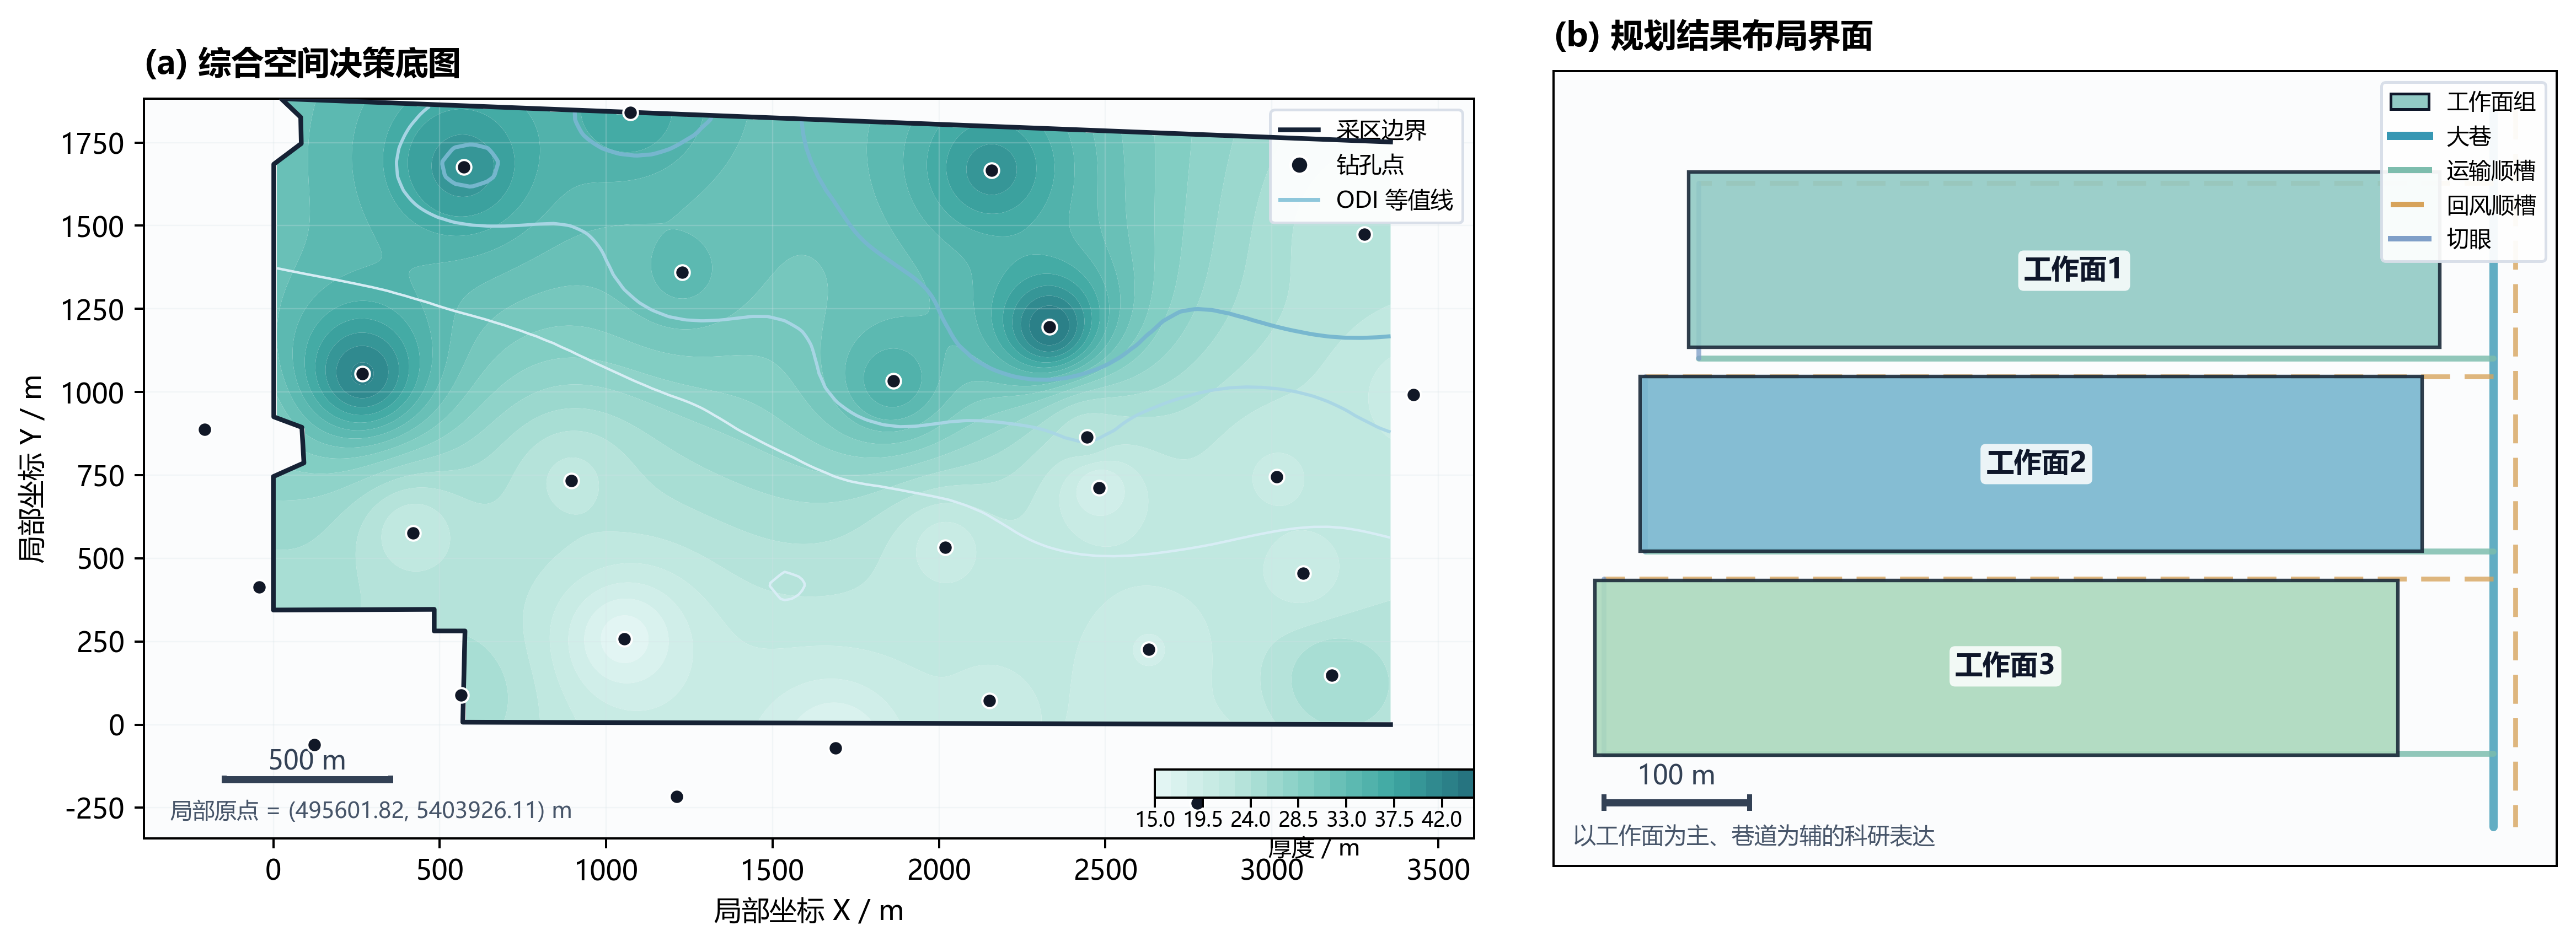 (a) 综合空间决策底图
采区边界
钻孔点
ODI 等值线
局部坐标 Y / m
1750
1500
1250
1000
750
500
250
0
-250
500 m
局部原点 = (495601.82, 5403926.11) m
15.0 19.5 24.0 28.5 33.0 37.5 42.0
厚度 / m
0 500 1000 1500 2000 2500 3000 3500
局部坐标 X / m
(b) 规划结果布局界面
工作面组
大巷
运输顺槽
回风顺槽
切眼
工作面1
工作面2
工作面3
100 m
以工作面为主、巷道为辅的科研表达